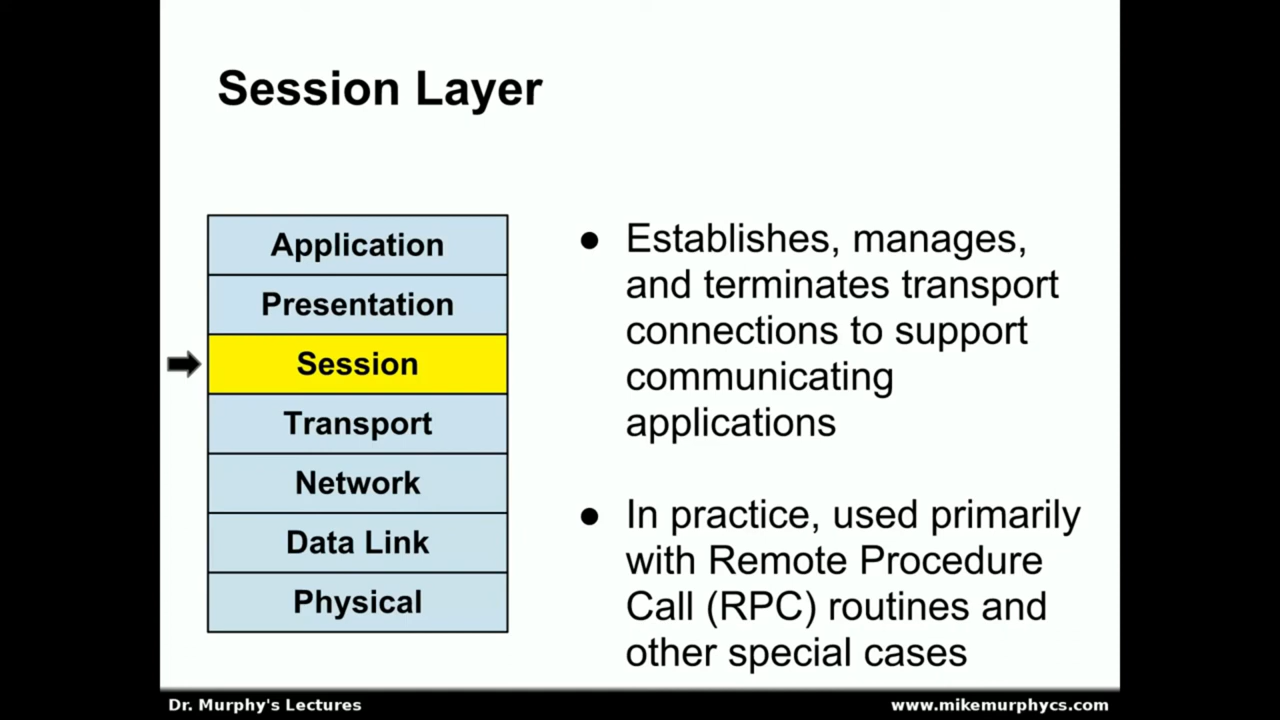 Session Layer
Application
Presentation
Session
Transport
Network
Data Link
Physical
● Establishes, manages,
and terminates transport
connections to support
communicating
applications
● In practice, used primarily
with Remote Procedure
Call (RPC) routines and
other special cases
Dr. Murphy's Lectures
www.mikemurphycs.com